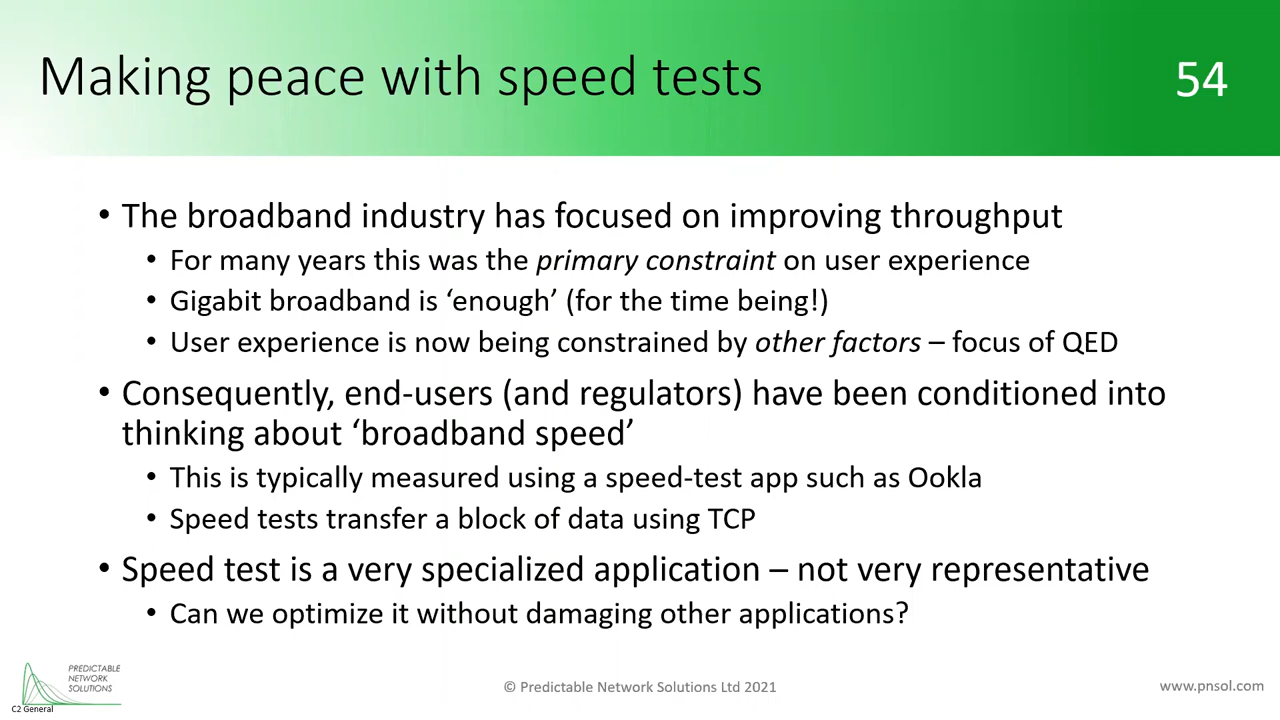 Making peace with speed tests
54
• The broadband industry has focused on improving throughput
• For many years this was the primary constraint on user experience
• Gigabit broadband is ‘enough’ (for the time being!)
• User experience is now being constrained by other factors – focus of QED
• Consequently, end-users (and regulators) have been conditioned into
thinking about ‘broadband speed’
• This is typically measured using a speed-test app such as Ookla
• Speed tests transfer a block of data using TCP
• Speed test is a very specialized application – not very representative
• Can we optimize it without damaging other applications?
PREDICTABLE
NETWORK
SOLUTIONS
C2 General
© Predictable Network Solutions Ltd 2021
www.pnsol.com